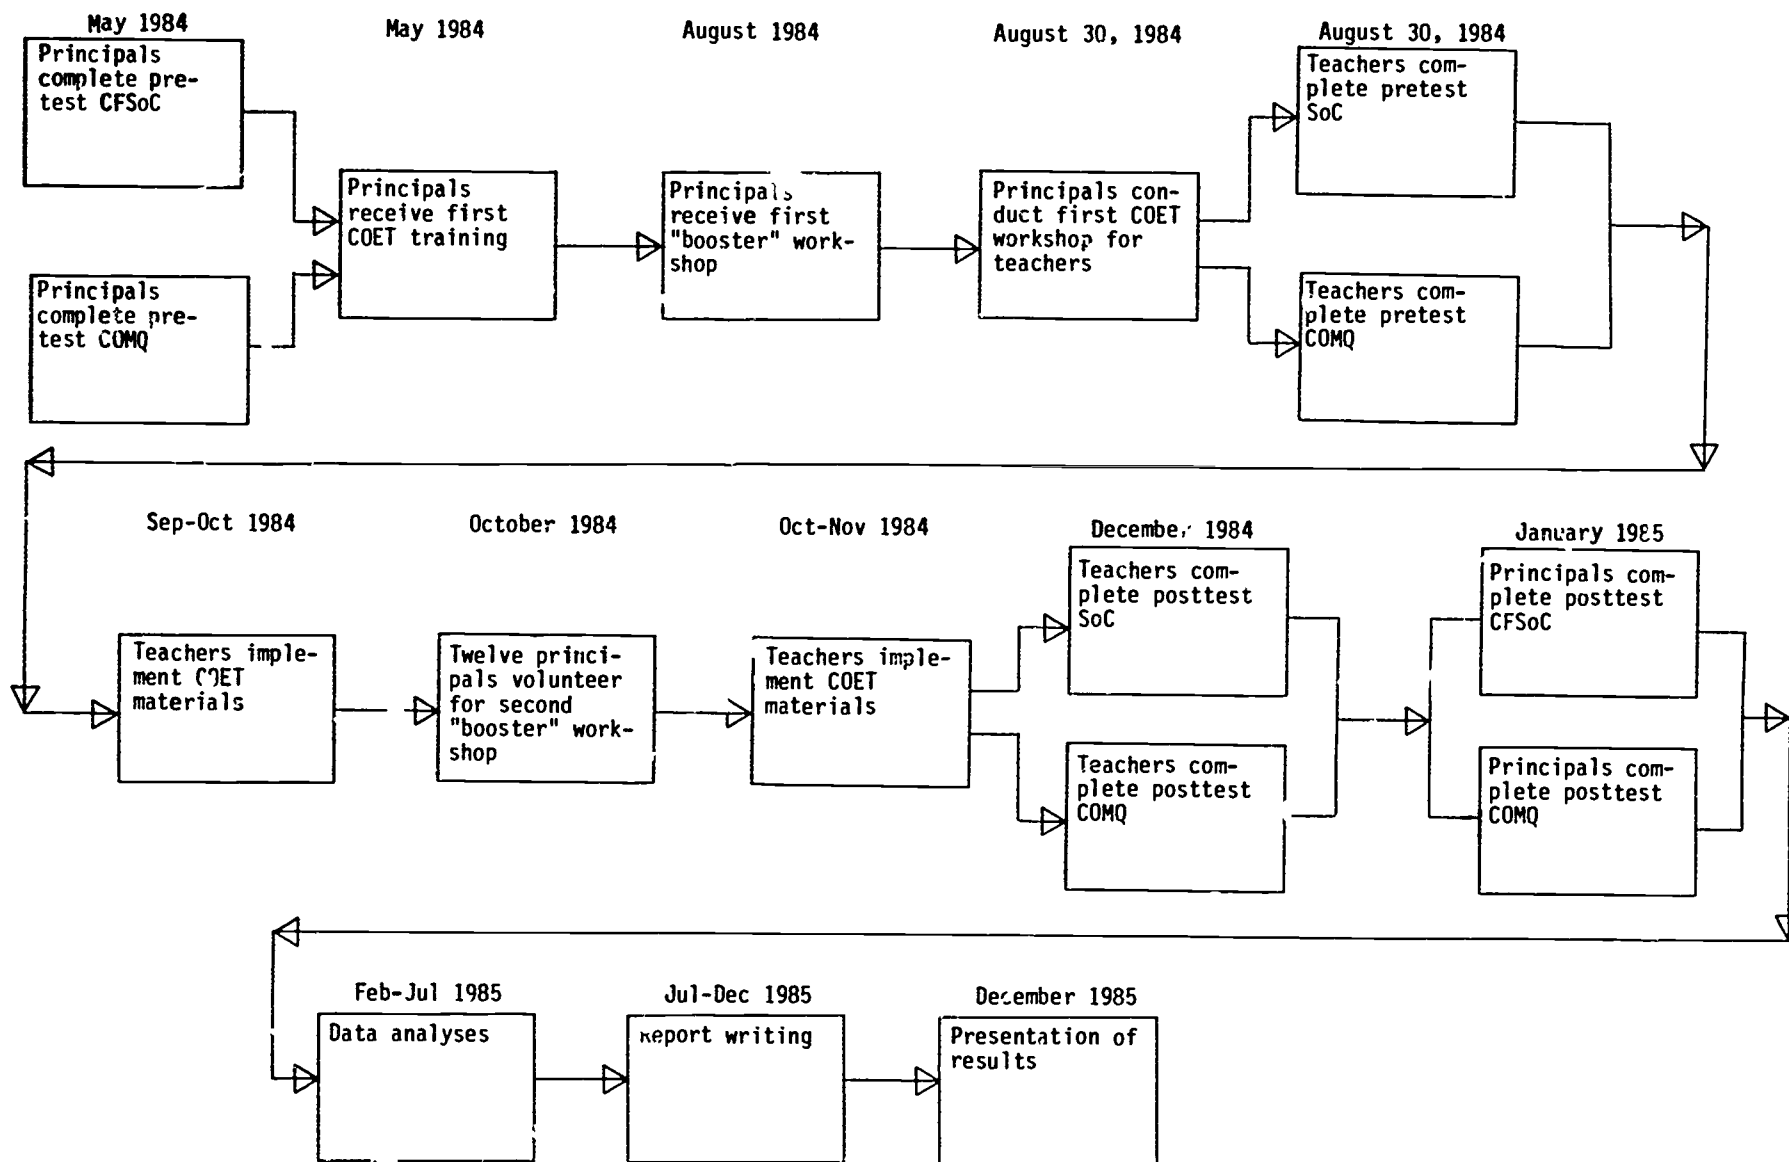 May 1984
Principals
complete pre-
test CFSoC
Principals
complete pre-
test COMQ
May 1984
Principals
receive first
COET training
August 1984
Principals
receive first
"booster" work-
shop
August 30, 1984
Principals con-
duct first COET
workshop for
teachers
August 30, 1984
Teachers com-
plete pretest
SoC
Teachers com-
plete pretest
COMQ
Sep-Oct 1984
Teachers imple-
ment COET
materials
October 1984
Twelve princi-
pals volunteer
for second
"booster" work-
shop
Oct-Nov 1984
Teachers imple-
ment COET
materials
December 1984
Teachers com-
plete posttest
SoC
Teachers com-
plete posttest
COMQ
January 1985
Principals com-
plete posttest
CFSoC
Principals com-
plete posttest
COMQ
Feb-Jul 1985
Data analyses
Jul-Dec 1985
Report writing
December 1985
Presentation of
results